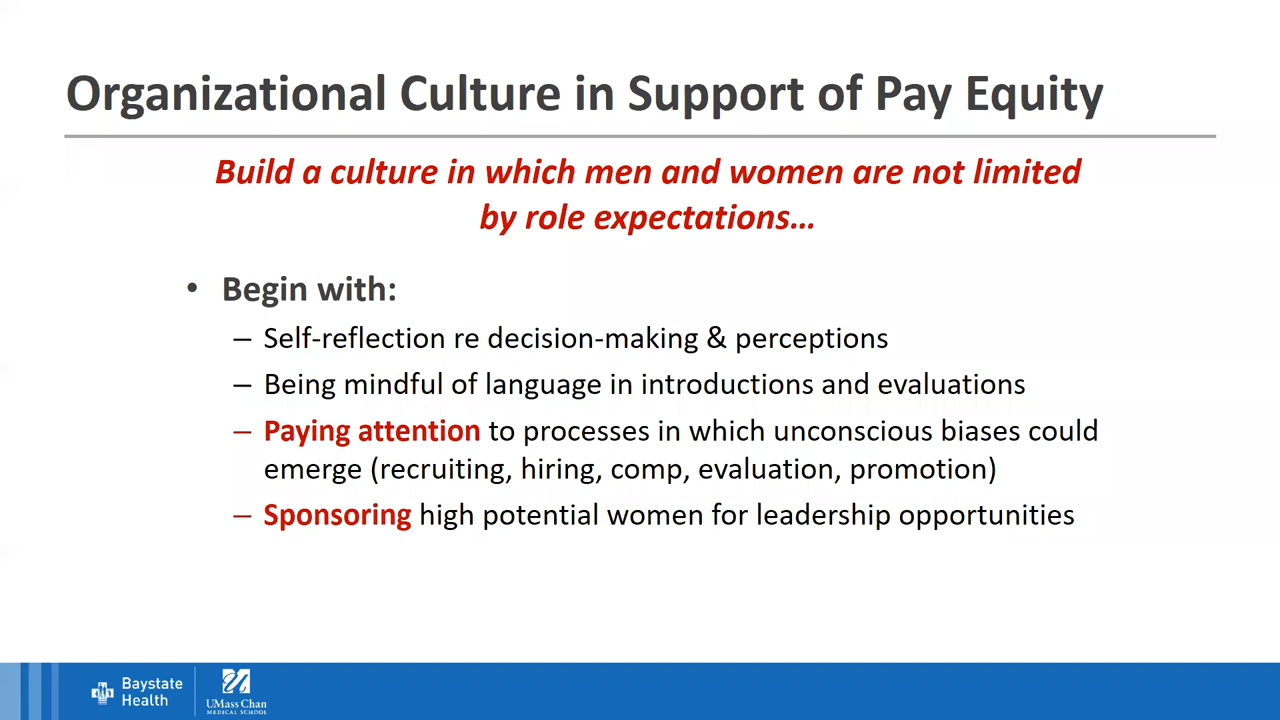 Organizational Culture in Support of Pay Equity
Build a culture in which men and women are not limited
by role expectations...
• Begin with:
– Self-reflection re decision-making & perceptions
– Being mindful of language in introductions and evaluations
– Paying attention to processes in which unconscious biases could
emerge (recruiting, hiring, comp, evaluation, promotion)
– Sponsoring high potential women for leadership opportunities
Baystate
Health
UMass Chan
MEDICAL SCHOOL